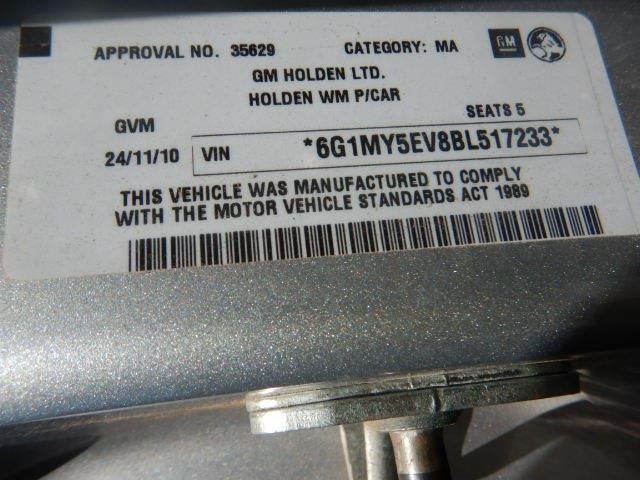 APPROVAL NO. 35629 CATEGORY: MA GM
GM HOLDEN LTD.
HOLDEN WM P/CAR
SEATS 5
GVM
24/11/10 VIN *6G1MY5EV8BL517233*
THIS VEHICLE WAS MANUFACTURED TO COMPLY
WITH THE MOTOR VEHICLE STANDARDS ACT 1989